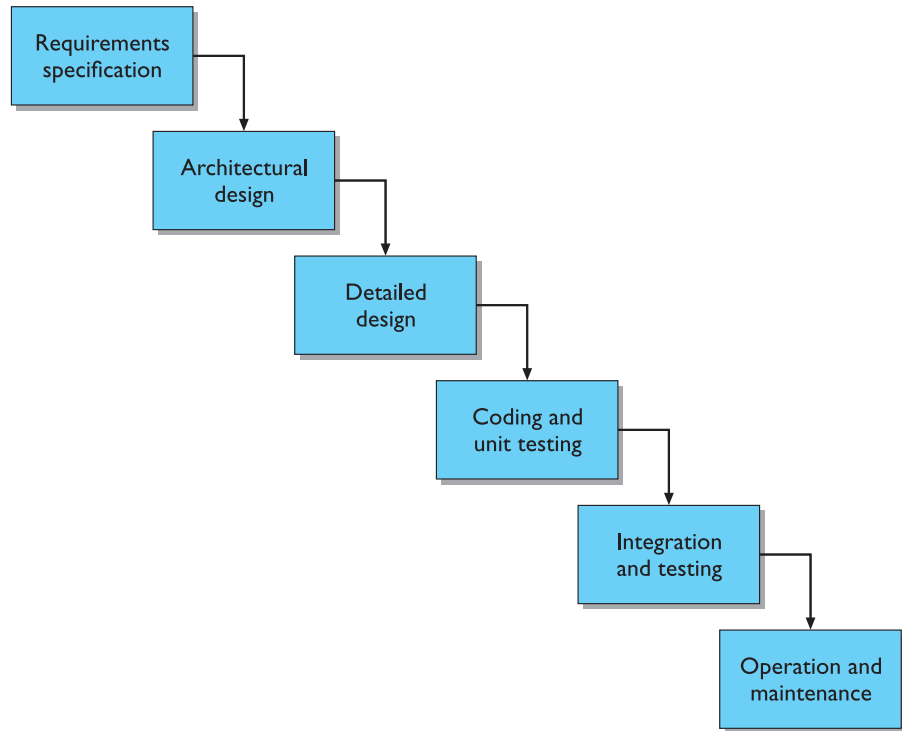 Requirements
specification
Architectural
design
Detailed
design
Coding and
unit testing
Integration
and testing
Operation and
maintenance